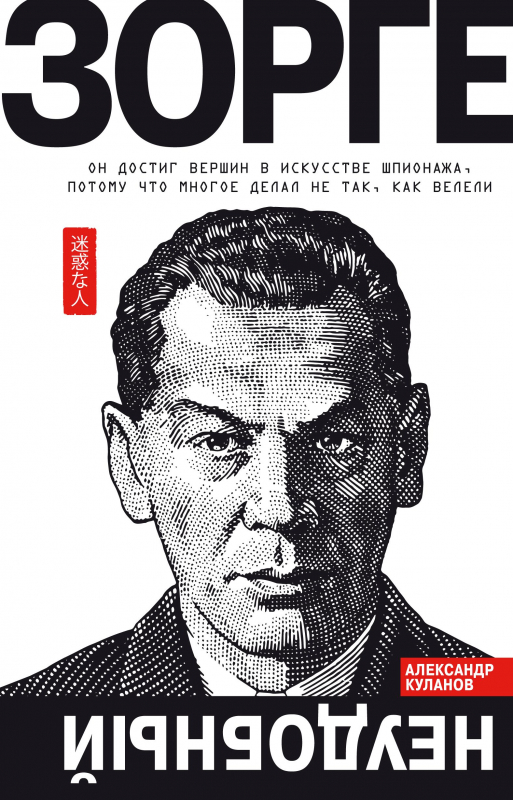 ЗОРГЕ
ОН ДОСТИГ ВЕРШИН В ИСКУССТВЕ ШПИОНАЖА,
ПОТОМУ ЧТО МНОГОЕ ДЕЛАЛ НЕ ТАК, КАК ВЕЛЕЛИ
迷惑な人
АЛЕКСАНДР
КУЛАНОВ
НЕУДОБНЫЙ